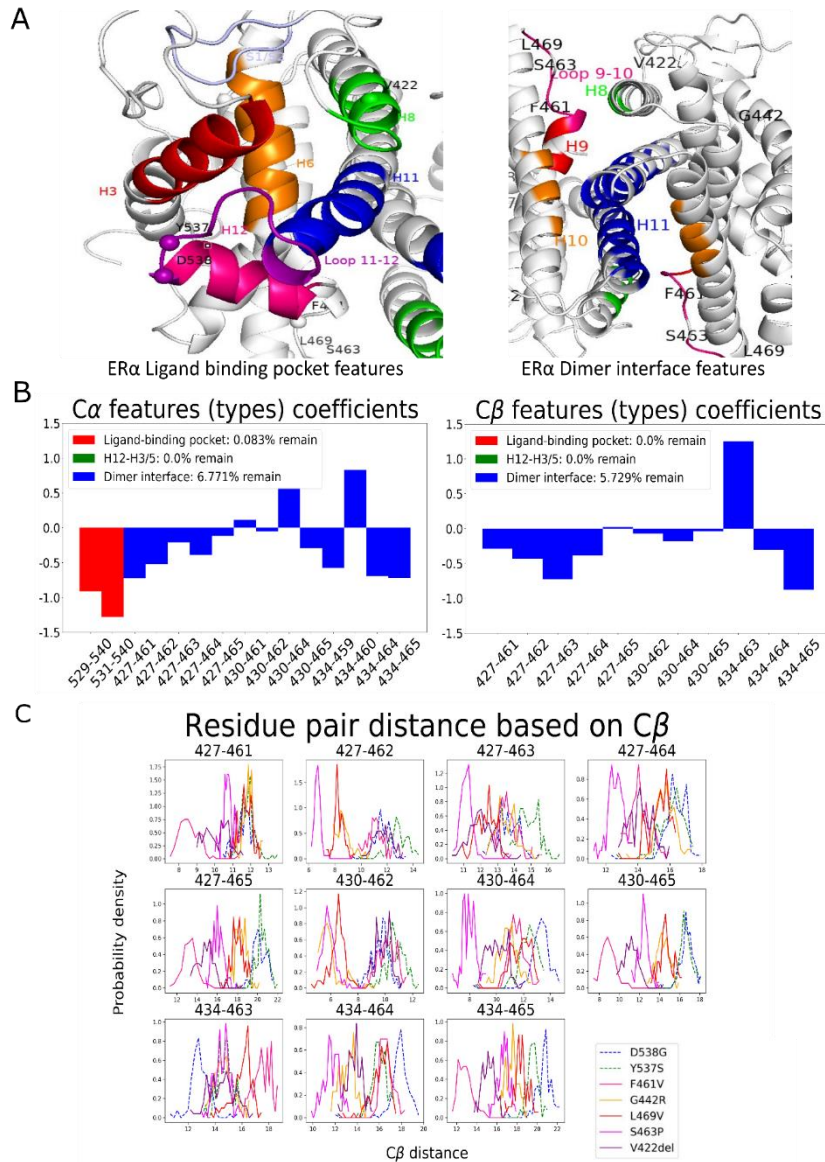 A
S1/S2
V422
H8
H3
H6
H11
Y537
H12
D538
Loop 11-12
L469
S463
ERα Ligand binding pocket features
L469
S463
V422
Loop 9-10
H8
F461
G442
H9
H11
H10
F461
S463
L469
ERα Dimer interface features
B
Cα features (types) coefficients
1.5
1.0
0.5
0.0
-0.5
-1.0
-1.5
Ligand-binding pocket: 0.083% remain
H12-H3/5: 0.0% remain
Dimer interface: 6.771% remain
529-540
531-540
427-461
427-462
427-463
427-464
427-465
430-461
430-462
430-464
430-465
434-459
434-460
434-464
434-465
Cβ features (types) coefficients
1.5
1.0
0.5
0.0
-0.5
-1.0
-1.5
Ligand-binding pocket: 0.0% remain
H12-H3/5: 0.0% remain
Dimer interface: 5.729% remain
427-461
427-462
427-463
427-464
427-465
430-462
430-464
430-465
434-463
434-464
434-465
C
Residue pair distance based on Cβ
427-461 427-462 427-463 427-464
427-465 430-462 430-464 430-465
434-463 434-464 434-465
Probability density
Cβ distance
D538G
Y537S
F461V
G442R
L469V
S463P
V422del